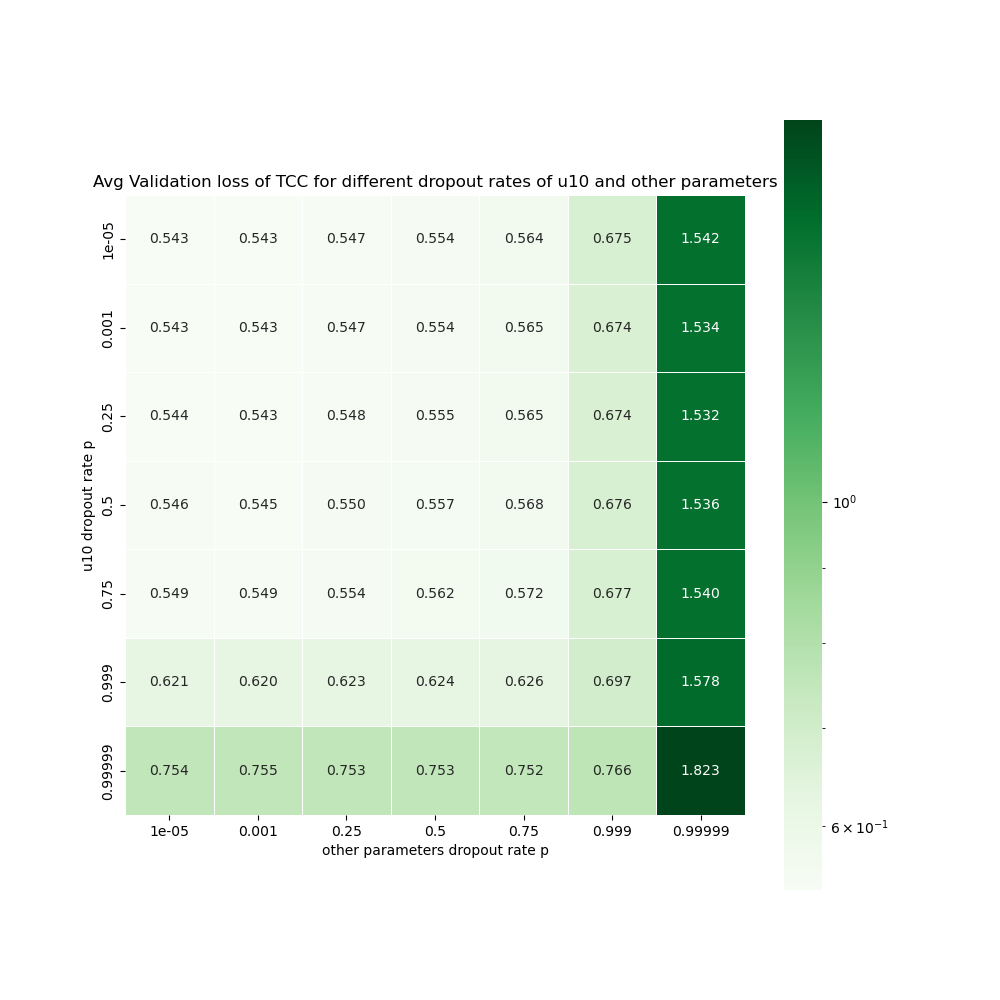 Avg Validation loss of TCC for different dropout rates of u10 and other parameters
u10 dropout rate p
1e-05 0.543 0.543 0.547 0.554 0.564 0.675 1.542
0.001 0.543 0.543 0.547 0.554 0.565 0.674 1.534
0.25 0.544 0.543 0.548 0.555 0.565 0.674 1.532
0.5 0.546 0.545 0.550 0.557 0.568 0.676 1.536
0.75 0.549 0.549 0.554 0.562 0.572 0.677 1.540
0.999 0.621 0.620 0.623 0.624 0.626 0.697 1.578
0.99999 0.754 0.755 0.753 0.753 0.752 0.766 1.823
1e-05 0.001 0.25 0.5 0.75 0.999 0.99999
other parameters dropout rate p
10⁰
6 × 10⁻¹